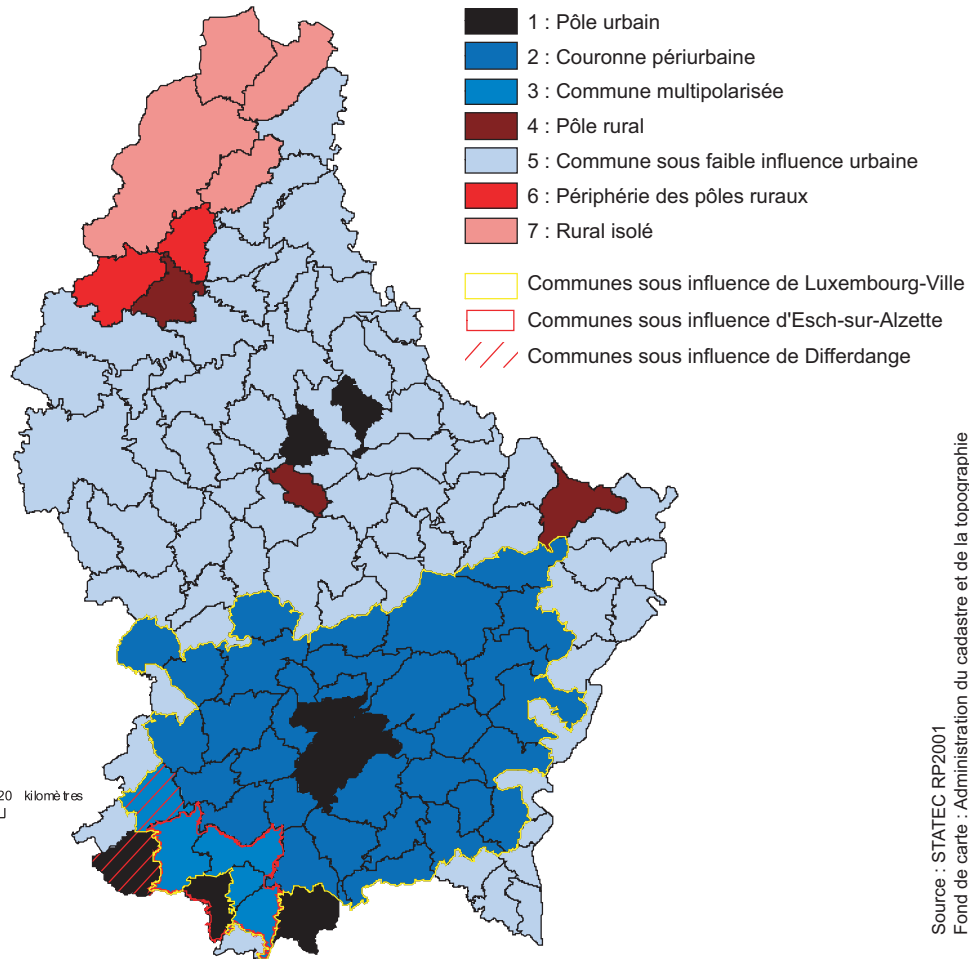 1 : Pôle urbain
2 : Couronne périurbaine
3 : Commune multipolarisée
4 : Pôle rural
5 : Commune sous faible influence urbaine
6 : Périphérie des pôles ruraux
7 : Rural isolé
Communes sous influence de Luxembourg-Ville
Communes sous influence d'Esch-sur-Alzette
Communes sous influence de Differdange
20 kilomètres
Source : STATEC RP2001
Fond de carte : Administration du cadastre et de la topographie